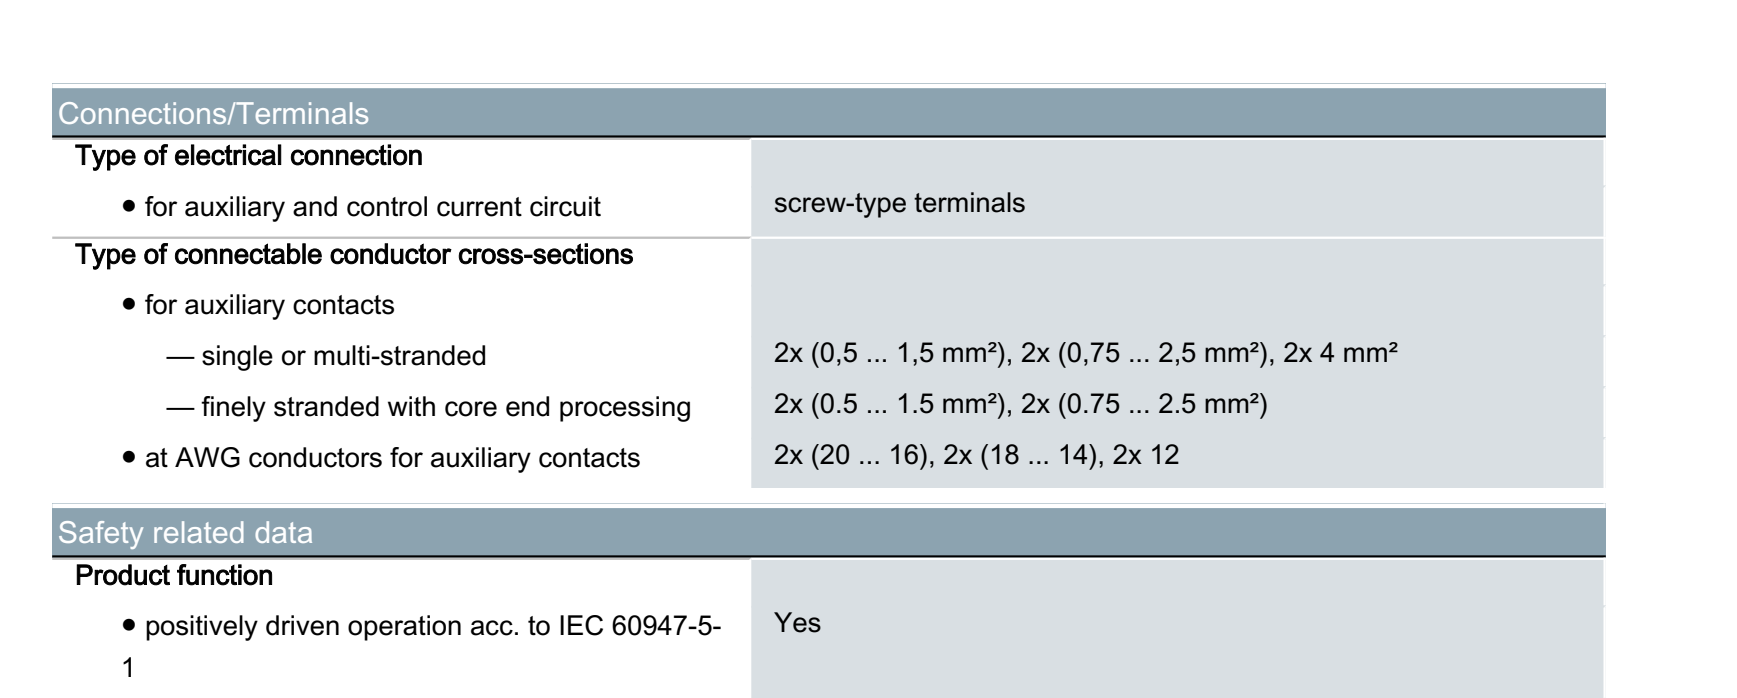 Connections/Terminals
Type of electrical connection
● for auxiliary and control current circuit screw-type terminals
Type of connectable conductor cross-sections
● for auxiliary contacts
— single or multi-stranded 2x (0,5 ... 1,5 mm²), 2x (0,75 ... 2,5 mm²), 2x 4 mm²
— finely stranded with core end processing 2x (0.5 ... 1.5 mm²), 2x (0.75 ... 2.5 mm²)
● at AWG conductors for auxiliary contacts 2x (20 ... 16), 2x (18 ... 14), 2x 12
Safety related data
Product function
● positively driven operation acc. to IEC 60947-5- Yes
1